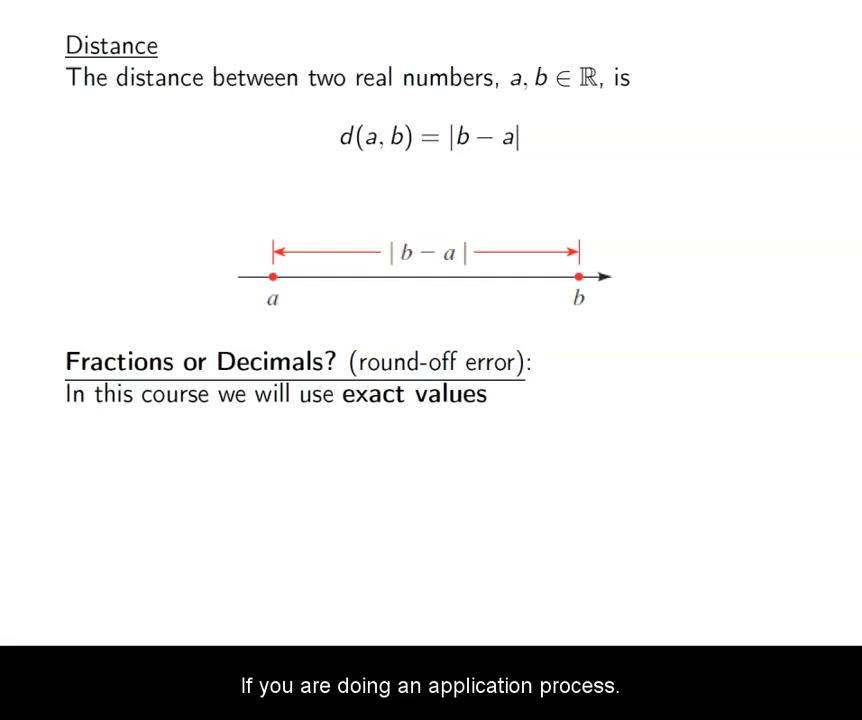 Distance
The distance between two real numbers, a, b ∈ ℝ, is
d(a, b) = |b − a|
| b − a |
a b
Fractions or Decimals? (round-off error):
In this course we will use exact values
If you are doing an application process.